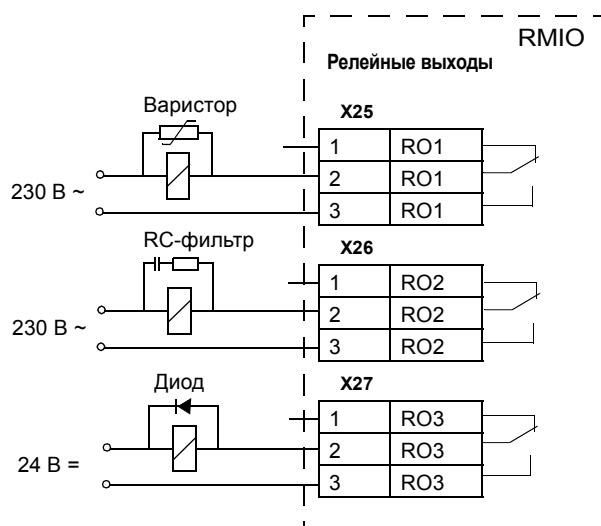 RMIO
Релейные выходы
Варистор
X25
1 RO1
2 RO1
230 В ~
3 RO1
RC-фильтр
X26
1 RO2
2 RO2
230 В ~
3 RO2
Диод
X27
1 RO3
2 RO3
24 В =
3 RO3